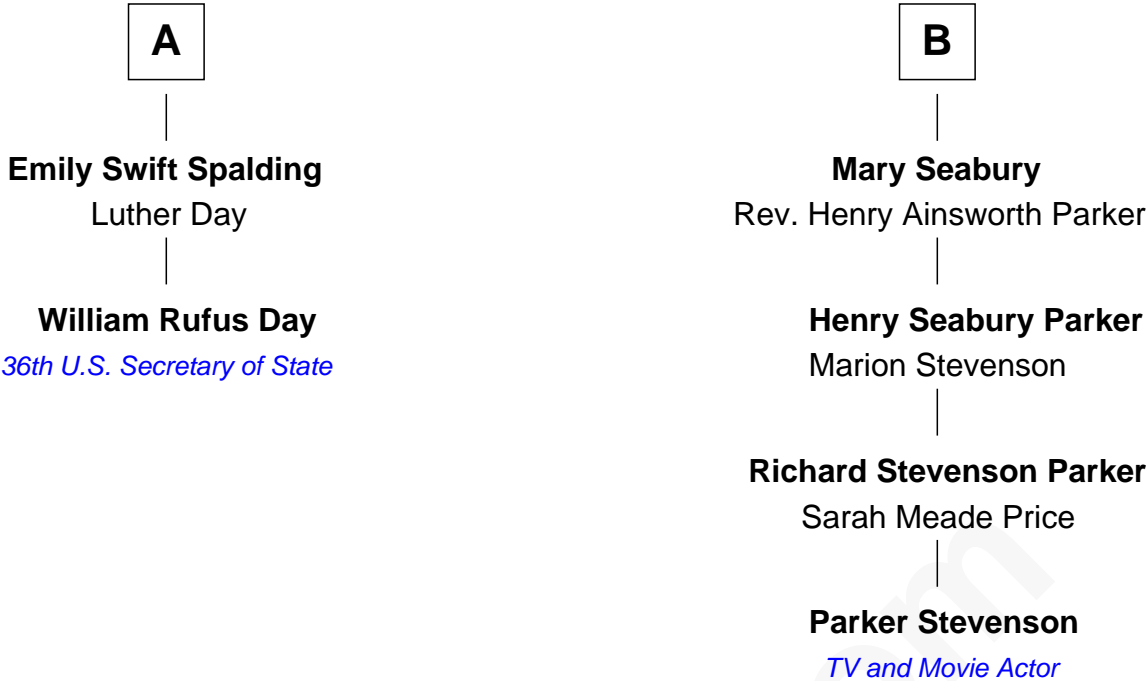 A
Emily Swift Spalding
Luther Day
William Rufus Day
36th U.S. Secretary of State
B
Mary Seabury
Rev. Henry Ainsworth Parker
Henry Seabury Parker
Marion Stevenson
Richard Stevenson Parker
Sarah Meade Price
Parker Stevenson
TV and Movie Actor